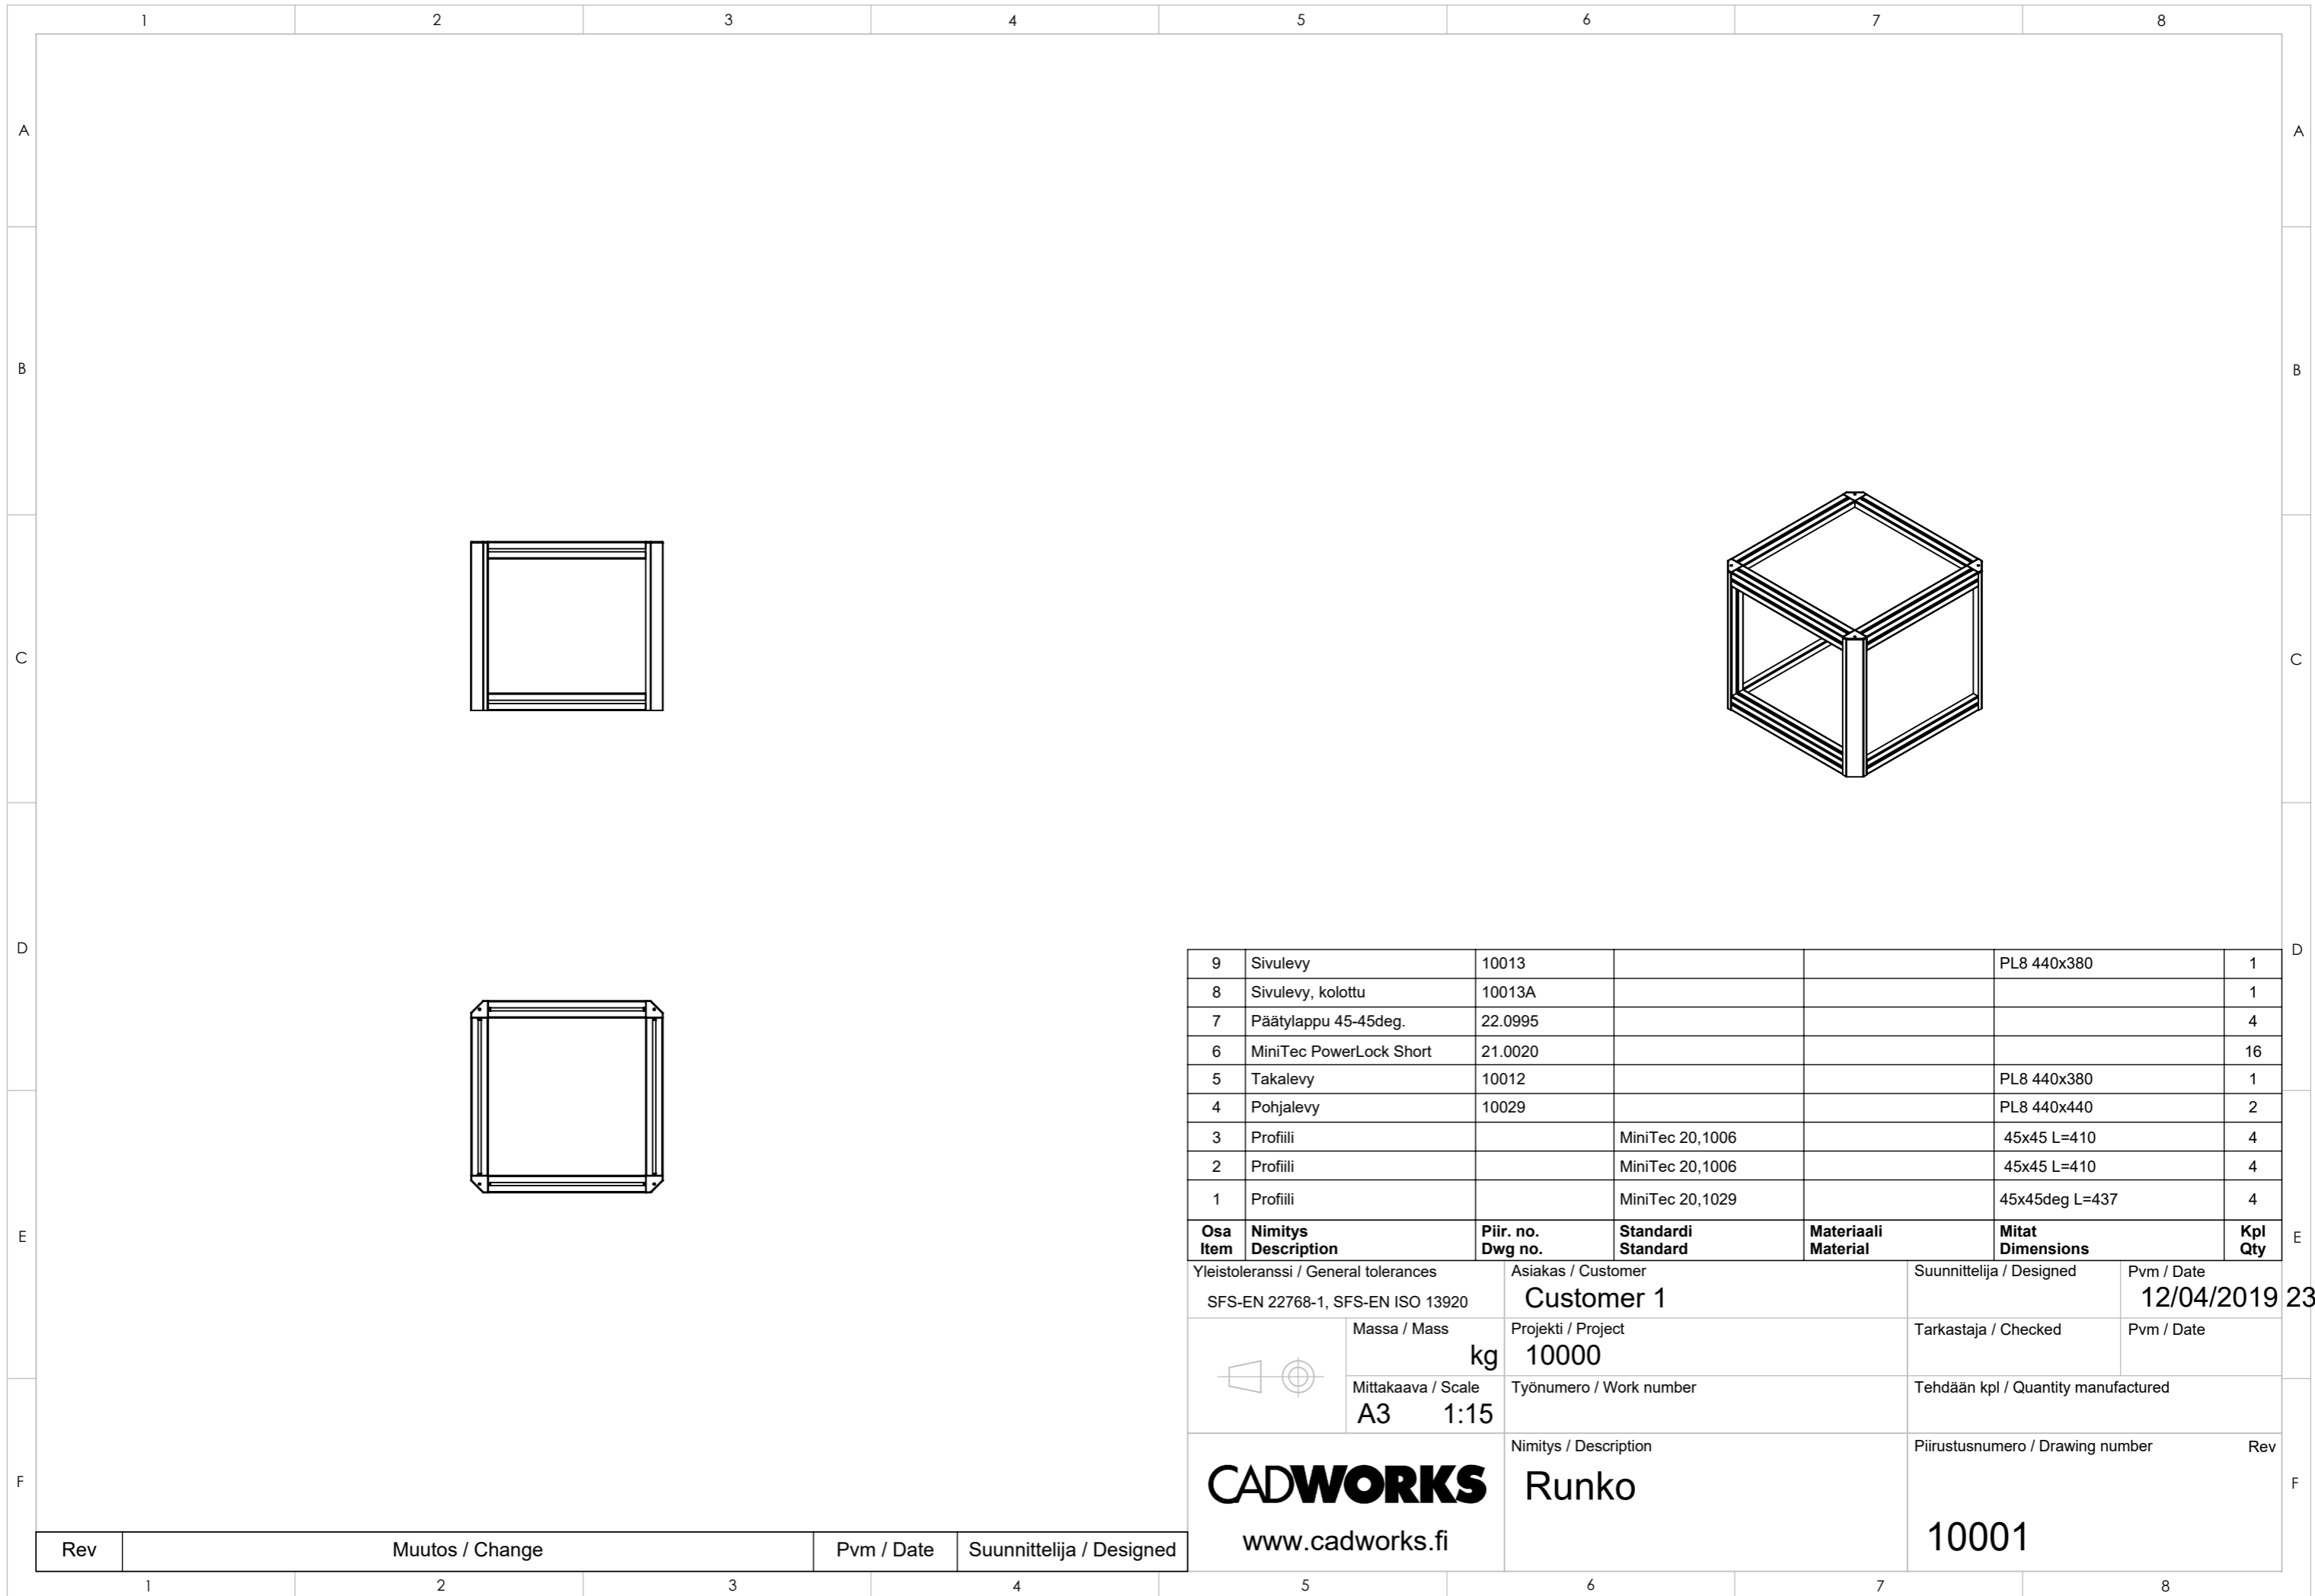 1 2 3 4 5 6 7 8
A A
B B
C C
D D
E E
F F
9 Sivulevy 10013 PL8 440x380 1
8 Sivulevy, kolottu 10013A 1
7 Päätylappu 45-45deg. 22.0995 4
6 MiniTec PowerLock Short 21.0020 16
5 Takalevy 10012 PL8 440x380 1
4 Pohjalevy 10029 PL8 440x440 2
3 Profiili MiniTec 20,1006 45x45 L=410 4
2 Profiili MiniTec 20,1006 45x45 L=410 4
1 Profiili MiniTec 20,1029 45x45deg L=437 4
Osa Nimitys Piir. no. Standardi Materiaali Mitat Kpl
Item Description Dwg no. Standard Material Dimensions Qty
Yleistoleranssi / General tolerances
SFS-EN 22768-1, SFS-EN ISO 13920
Asiakas / Customer
Customer 1
Suunnittelija / Designed
Pvm / Date
12/04/2019 23
Massa / Mass
kg
Projekti / Project
10000
Tarkastaja / Checked
Pvm / Date
Mittakaava / Scale
A3 1:15
Työnumero / Work number
Tehdään kpl / Quantity manufactured
CADWORKS
www.cadworks.fi
Nimitys / Description
Runko
Piirustusnumero / Drawing number Rev
10001
Rev Muutos / Change Pvm / Date Suunnittelija / Designed
1 2 3 4 5 6 7 8